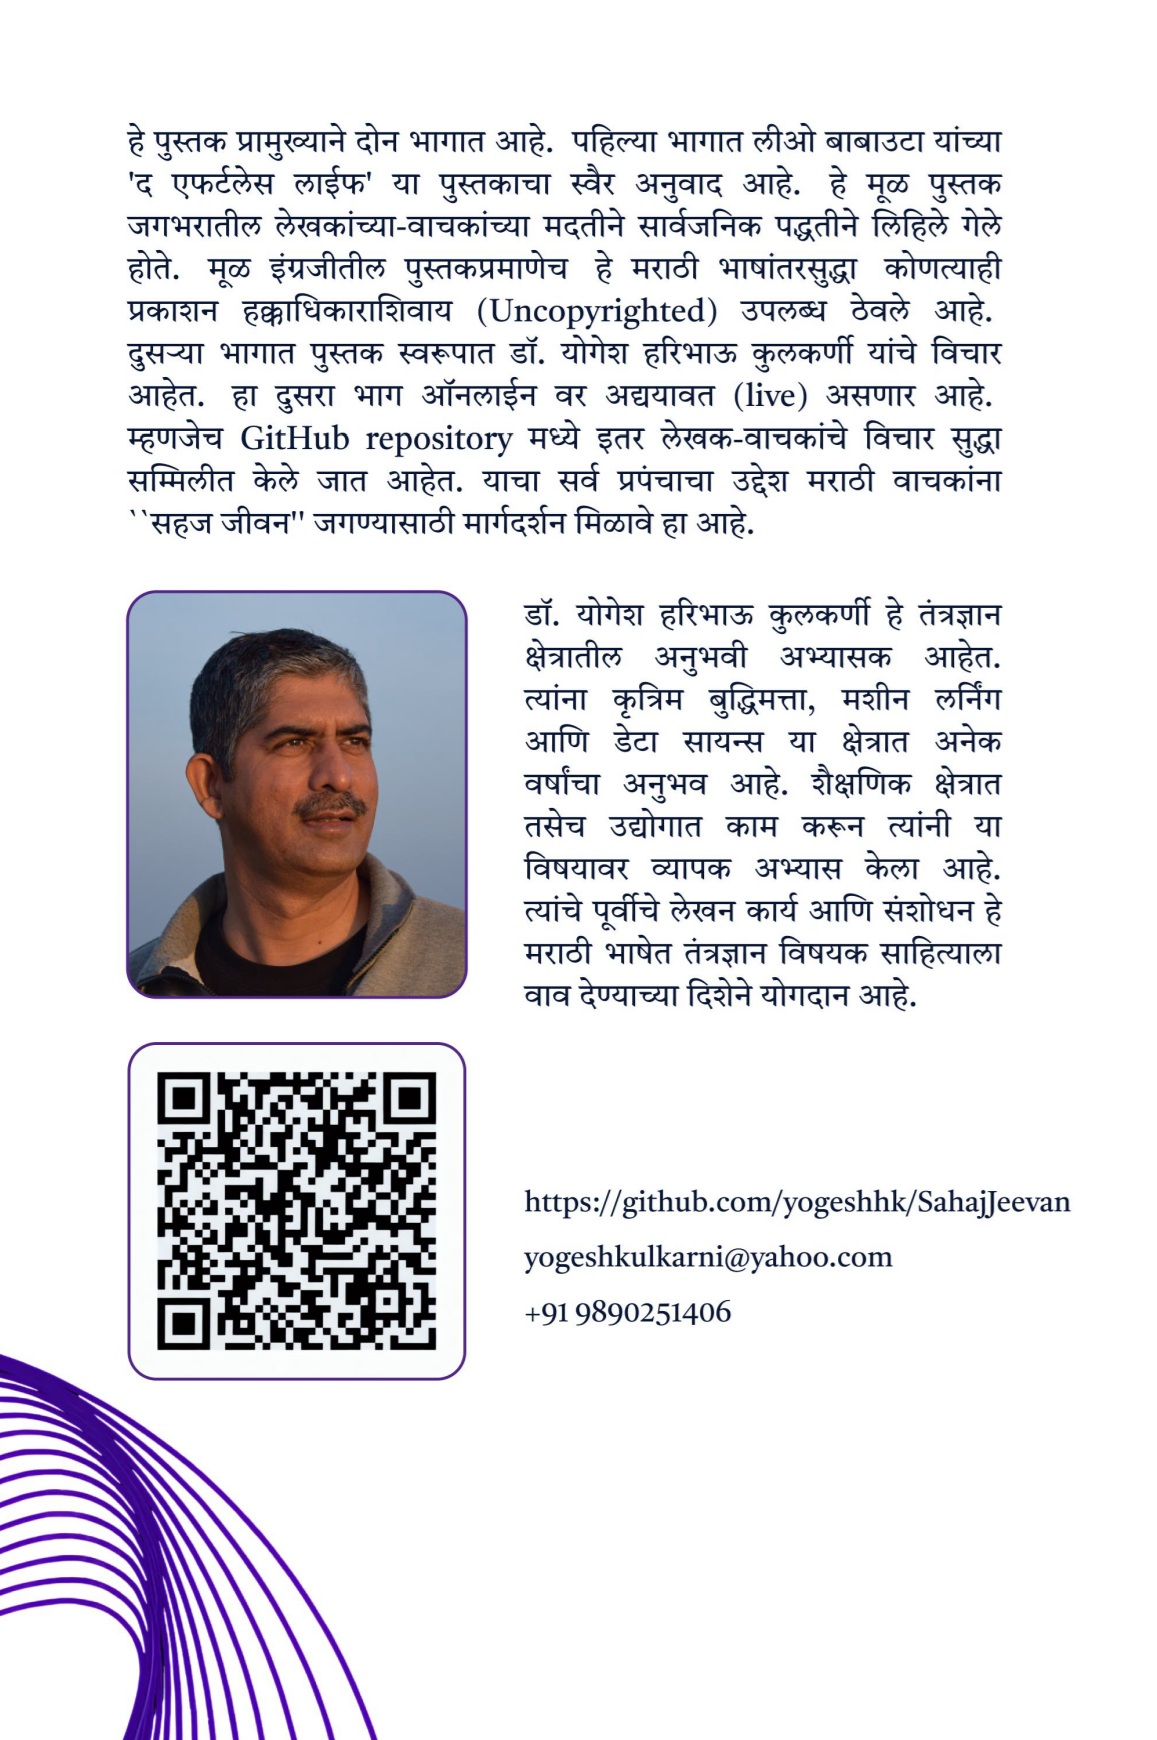 हे पुस्तक प्रामुख्याने दोन भागात आहे. पहिल्या भागात लीओ बाबाउटा यांच्या
'द एफर्टलेस लाईफ' या पुस्तकाचा स्वैर अनुवाद आहे. हे मूळ पुस्तक
जगभरातील लेखकांच्या-वाचकांच्या मदतीने सार्वजनिक पद्धतीने लिहिले गेले
होते. मूळ इंग्रजीतील पुस्तकप्रमाणेच हे मराठी भाषांतरसुद्धा कोणत्याही
प्रकाशन हक्काधिकाराशिवाय (Uncopyrighted) उपलब्ध ठेवले आहे.
दुसऱ्या भागात पुस्तक स्वरूपात डॉ. योगेश हरिभाऊ कुलकर्णी यांचे विचार
आहेत. हा दुसरा भाग ऑनलाईन वर अद्ययावत (live) असणार आहे.
म्हणजेच GitHub repository मध्ये इतर लेखक-वाचकांचे विचार सुद्धा
सम्मिलीत केले जात आहेत. याचा सर्व प्रपंचाचा उद्देश मराठी वाचकांना
``सहज जीवन'' जगण्यासाठी मार्गदर्शन मिळावे हा आहे.
डॉ. योगेश हरिभाऊ कुलकर्णी हे तंत्रज्ञान
क्षेत्रातील अनुभवी अभ्यासक आहेत.
त्यांना कृत्रिम बुद्धिमत्ता, मशीन लर्निंग
आणि डेटा सायन्स या क्षेत्रात अनेक
वर्षांचा अनुभव आहे. शैक्षणिक क्षेत्रात
तसेच उद्योगात काम करून त्यांनी या
विषयावर व्यापक अभ्यास केला आहे.
त्यांचे पूर्वीचे लेखन कार्य आणि संशोधन हे
मराठी भाषेत तंत्रज्ञान विषयक साहित्याला
वाव देण्याच्या दिशेने योगदान आहे.
https://github.com/yogeshhk/SahajJeevan
yogeshkulkarni@yahoo.com
+91 9890251406